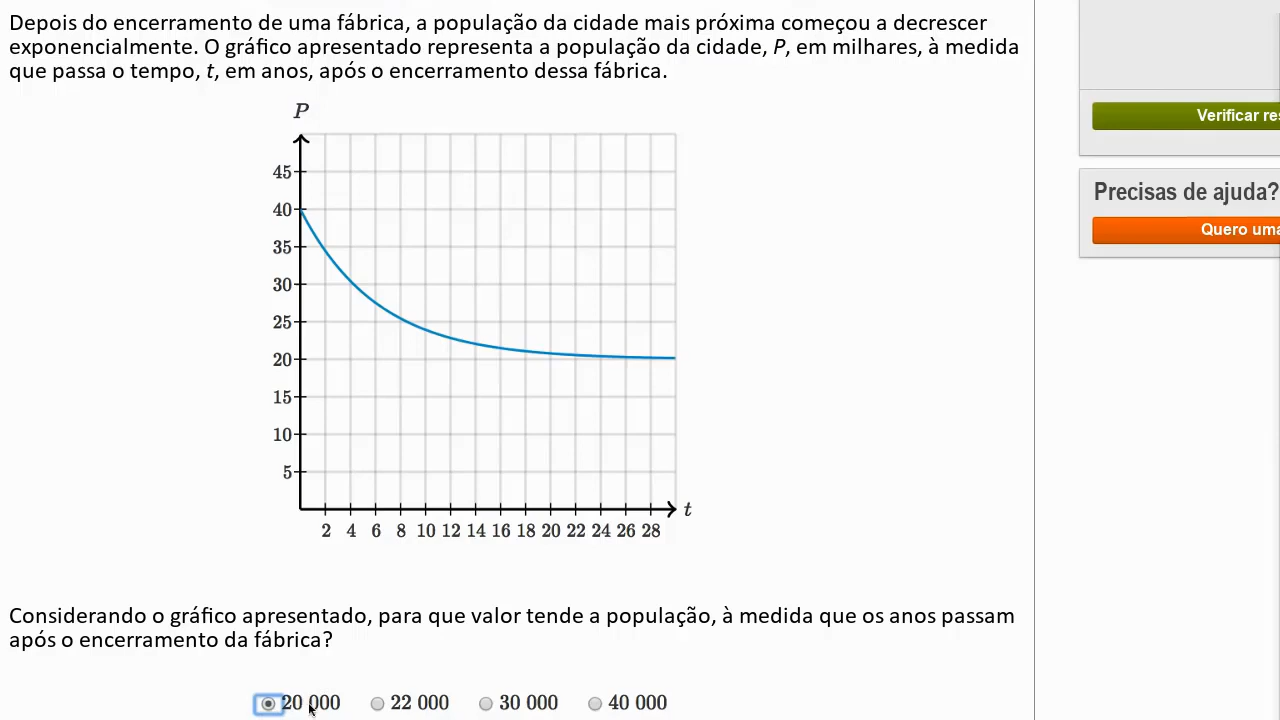 Depois do encerramento de uma fábrica, a população da cidade mais próxima começou a decrescer
exponencialmente. O gráfico apresentado representa a população da cidade, P, em milhares, à medida
que passa o tempo, t, em anos, após o encerramento dessa fábrica.
P
45
40
35
30
25
20
15
10
5
2 4 6 8 10 12 14 16 18 20 22 24 26 28
t
Considerando o gráfico apresentado, para que valor tende a população, à medida que os anos passam
após o encerramento da fábrica?
20 000 22 000 30 000 40 000
Verificar
Precisas de ajuda?
Quero